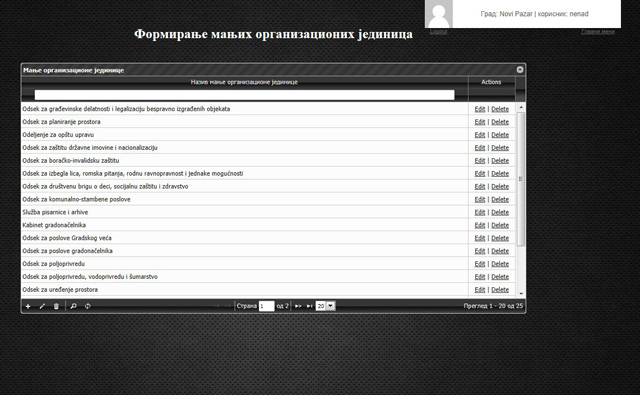 Град: Novi Pazar | корисник: nenad
Logout
Главни мени
Формирање мањих организационих јединица
Мање организационе јединице
Назив мање организационе јединице
Actions
Odsek za građevinske delatnosti i legalizaciju bespravno izgrađenih objekata Edit | Delete
Odsek za planiranje prostora Edit | Delete
Odeljenje za opštu upravu Edit | Delete
Odsek za zaštitu državne imovine i nacionalizaciju Edit | Delete
Odsek za boračko-invalidsku zaštitu Edit | Delete
Odsek za izbegla lica, romska pitanja, rodnu ravnopravnost i jednake mogućnosti Edit | Delete
Odsek za društvenu brigu o deci, socijalnu zaštitu i zdravstvo Edit | Delete
Odsek za komunalno-stambene poslove Edit | Delete
Služba pisarnice i arhive Edit | Delete
Kabinet gradonačelnika Edit | Delete
Odsek za poslove Gradskog veća Edit | Delete
Odsek za poslove gradonačelnika Edit | Delete
Odsek za poljoprivredu Edit | Delete
Odsek za poljoprivredu, vodoprivredu i šumarstvo Edit | Delete
Odsek za uređenje prostora Edit | Delete
Страна 1 од 2 20 Преглед 1 - 20 од 25